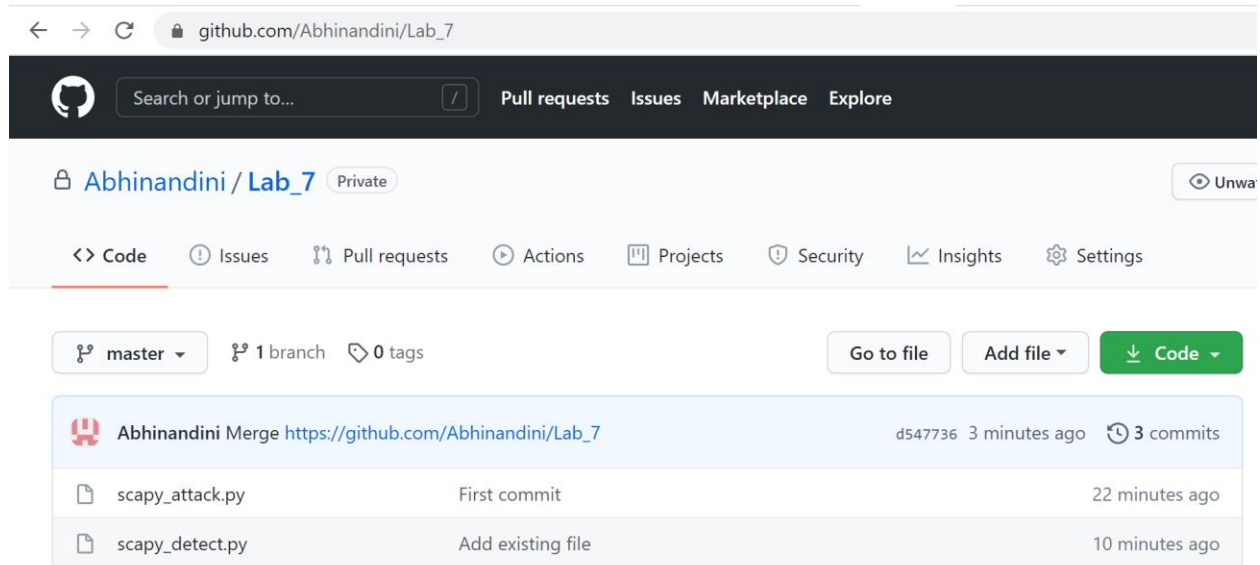 github.com/Abhinandini/Lab_7
Search or jump to... / Pull requests Issues Marketplace Explore
Abhinandini / Lab_7 Private
Unwa
<> Code Issues Pull requests Actions Projects Security Insights Settings
master 1 branch 0 tags Go to file Add file Code
Abhinandini Merge https://github.com/Abhinandini/Lab_7 d547736 3 minutes ago 3 commits
scapy_attack.py First commit 22 minutes ago
scapy_detect.py Add existing file 10 minutes ago